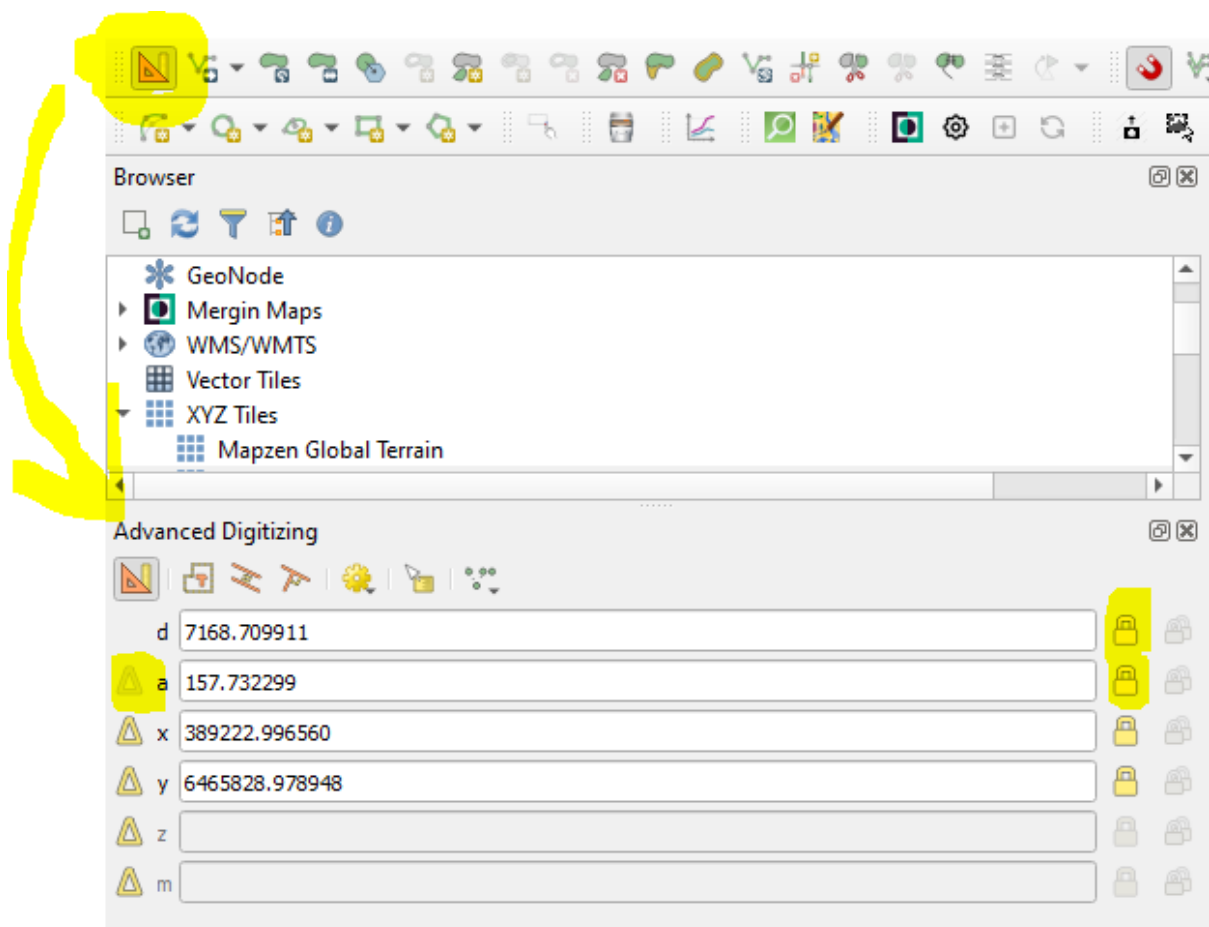 Browser
GeoNode
Mergin Maps
WMS/WMTS
Vector Tiles
XYZ Tiles
Mapzen Global Terrain
Advanced Digitizing
d 7168.709911
a 157.732299
x 389222.996560
y 6465828.978948
z
m